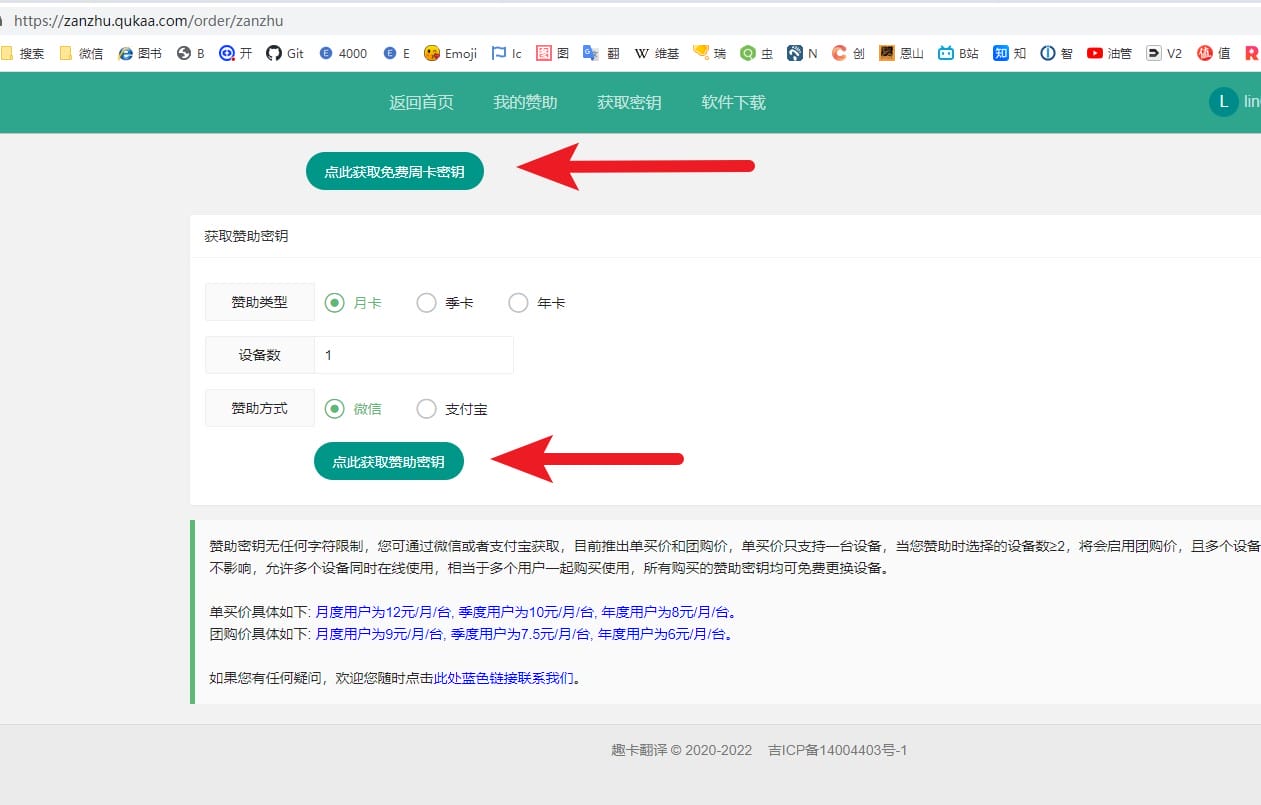 https://zanzhu.qukaa.com/order/zanzhu
搜索 微信 图书 B 开 Git 4000 E Emoji Ic 图 翻 维基 瑞 虫 N 创 恩山 B站 知 智 油管 V2 值
返回首页 我的赞助 获取密钥 软件下载 L lin
点此获取免费周卡密钥
获取赞助密钥
赞助类型 月卡 季卡 年卡
设备数 1
赞助方式 微信 支付宝
点此获取赞助密钥
赞助密钥无任何字符限制，您可通过微信或者支付宝获取，目前推出单买价和团购价，单买价只支持一台设备，当您赞助时选择的设备数≥2，将会启用团购价，且多个设备
不影响，允许多个设备同时在线使用，相当于多个用户一起购买使用，所有购买的赞助密钥均可免费更换设备。
单买价具体如下: 月度用户为12元/月/台, 季度用户为10元/月/台, 年度用户为8元/月/台。
团购价具体如下: 月度用户为9元/月/台, 季度用户为7.5元/月/台, 年度用户为6元/月/台。
如果您有任何疑问，欢迎您随时点击此处蓝色链接联系我们。
趣卡翻译 © 2020-2022 吉ICP备14004403号-1